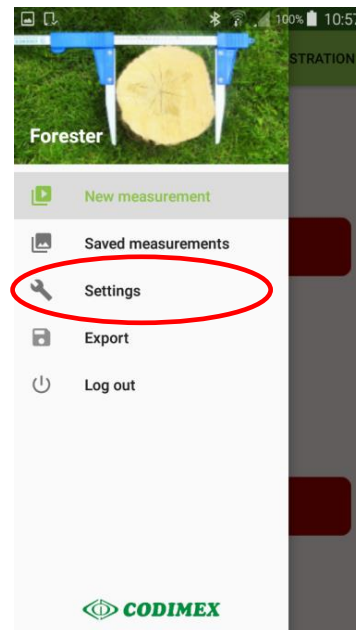 100% 10:57
STRATION
Forester
New measurement
Saved measurements
Settings
Export
Log out
CODIMEX